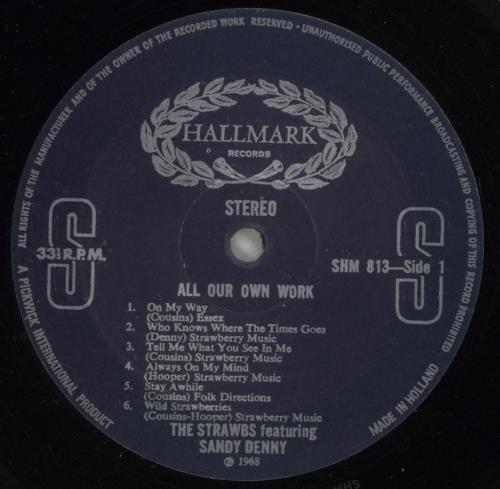 ALL RIGHTS OF THE MANUFACTURER AND OF THE OWNER OF THE RECORDED WORK RESERVED • UNAUTHORISED PUBLIC PERFORMANCE BROADCASTING AND COPYING OF THIS RECORD PROHIBITED
HALLMARK
RECORDS
STEREO
S
S
33⅓ R.P.M.
SHM 813—Side 1
ALL OUR OWN WORK
1. On My Way
(Cousins) Essex
2. Who Knows Where The Times Goes
(Denny) Strawberry Music
3. Tell Me What You See In Me
(Cousins) Strawberry Music
4. Always On My Mind
(Hooper) Strawberry Music
5. Stay Awhile
(Cousins) Folk Directions
6. Wild Strawberries
(Cousins-Hooper) Strawberry Music
THE STRAWBS featuring
SANDY DENNY
℗ 1968
A PICKWICK INTERNATIONAL PRODUCT
MADE IN HOLLAND